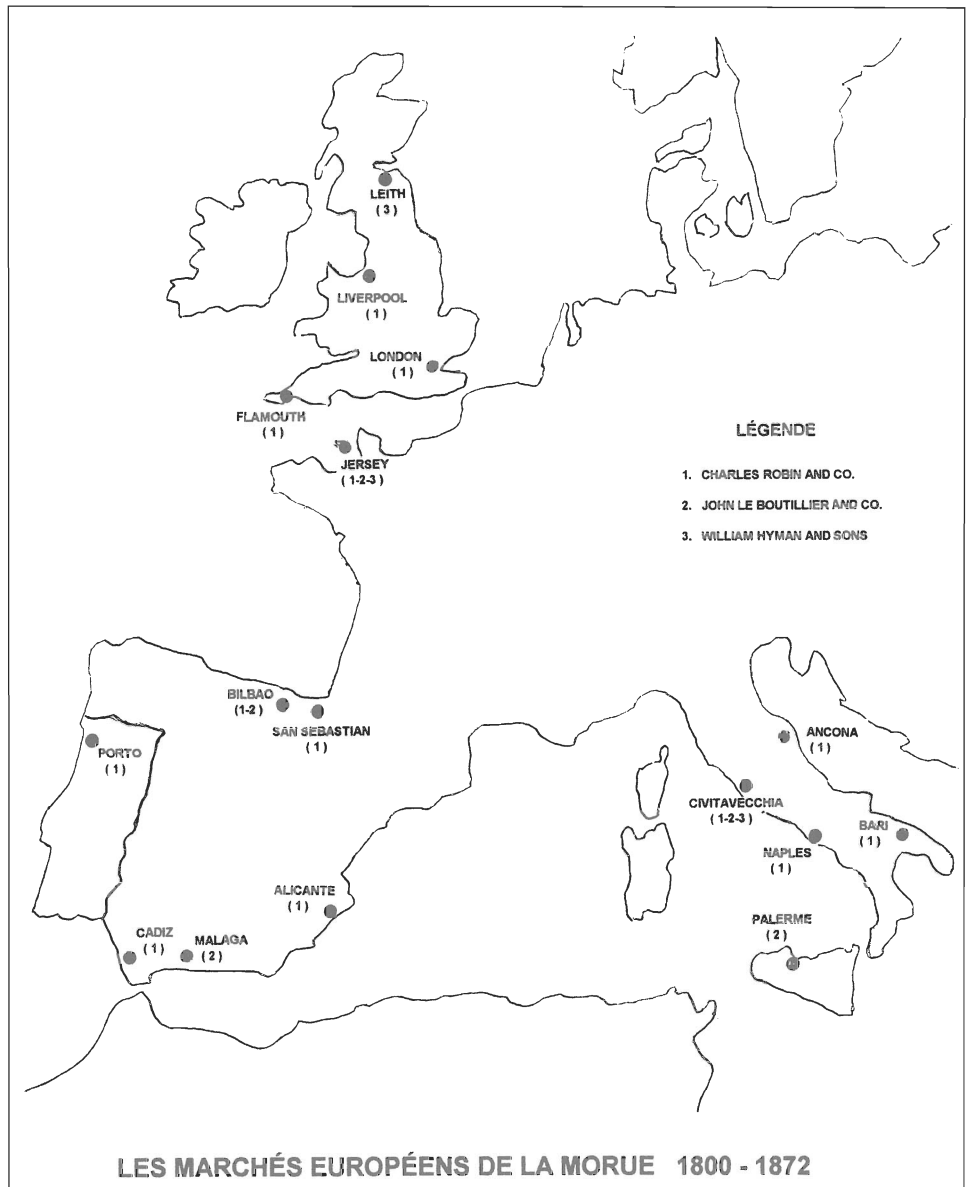 LEITH
( 3 )
LIVERPOOL
( 1 )
LONDON
( 1 )
FLAMOUTH
( 1 )
JERSEY
( 1-2-3 )
LÉGENDE
1. CHARLES ROBIN AND CO.
2. JOHN LE BOUTILLIER AND CO.
3. WILLIAM HYMAN AND SONS
BILBAO
(1-2)
SAN SEBASTIAN
( 1 )
PORTO
( 1 )
ANCONA
( 1 )
CIVITAVECCHIA
( 1-2-3 )
BARI
( 1 )
NAPLES
( 1 )
ALICANTE
( 1 )
PALERME
( 2 )
CADIZ
( 1 )
MALAGA
( 2 )
LES MARCHÉS EUROPÉENS DE LA MORUE 1800 - 1872